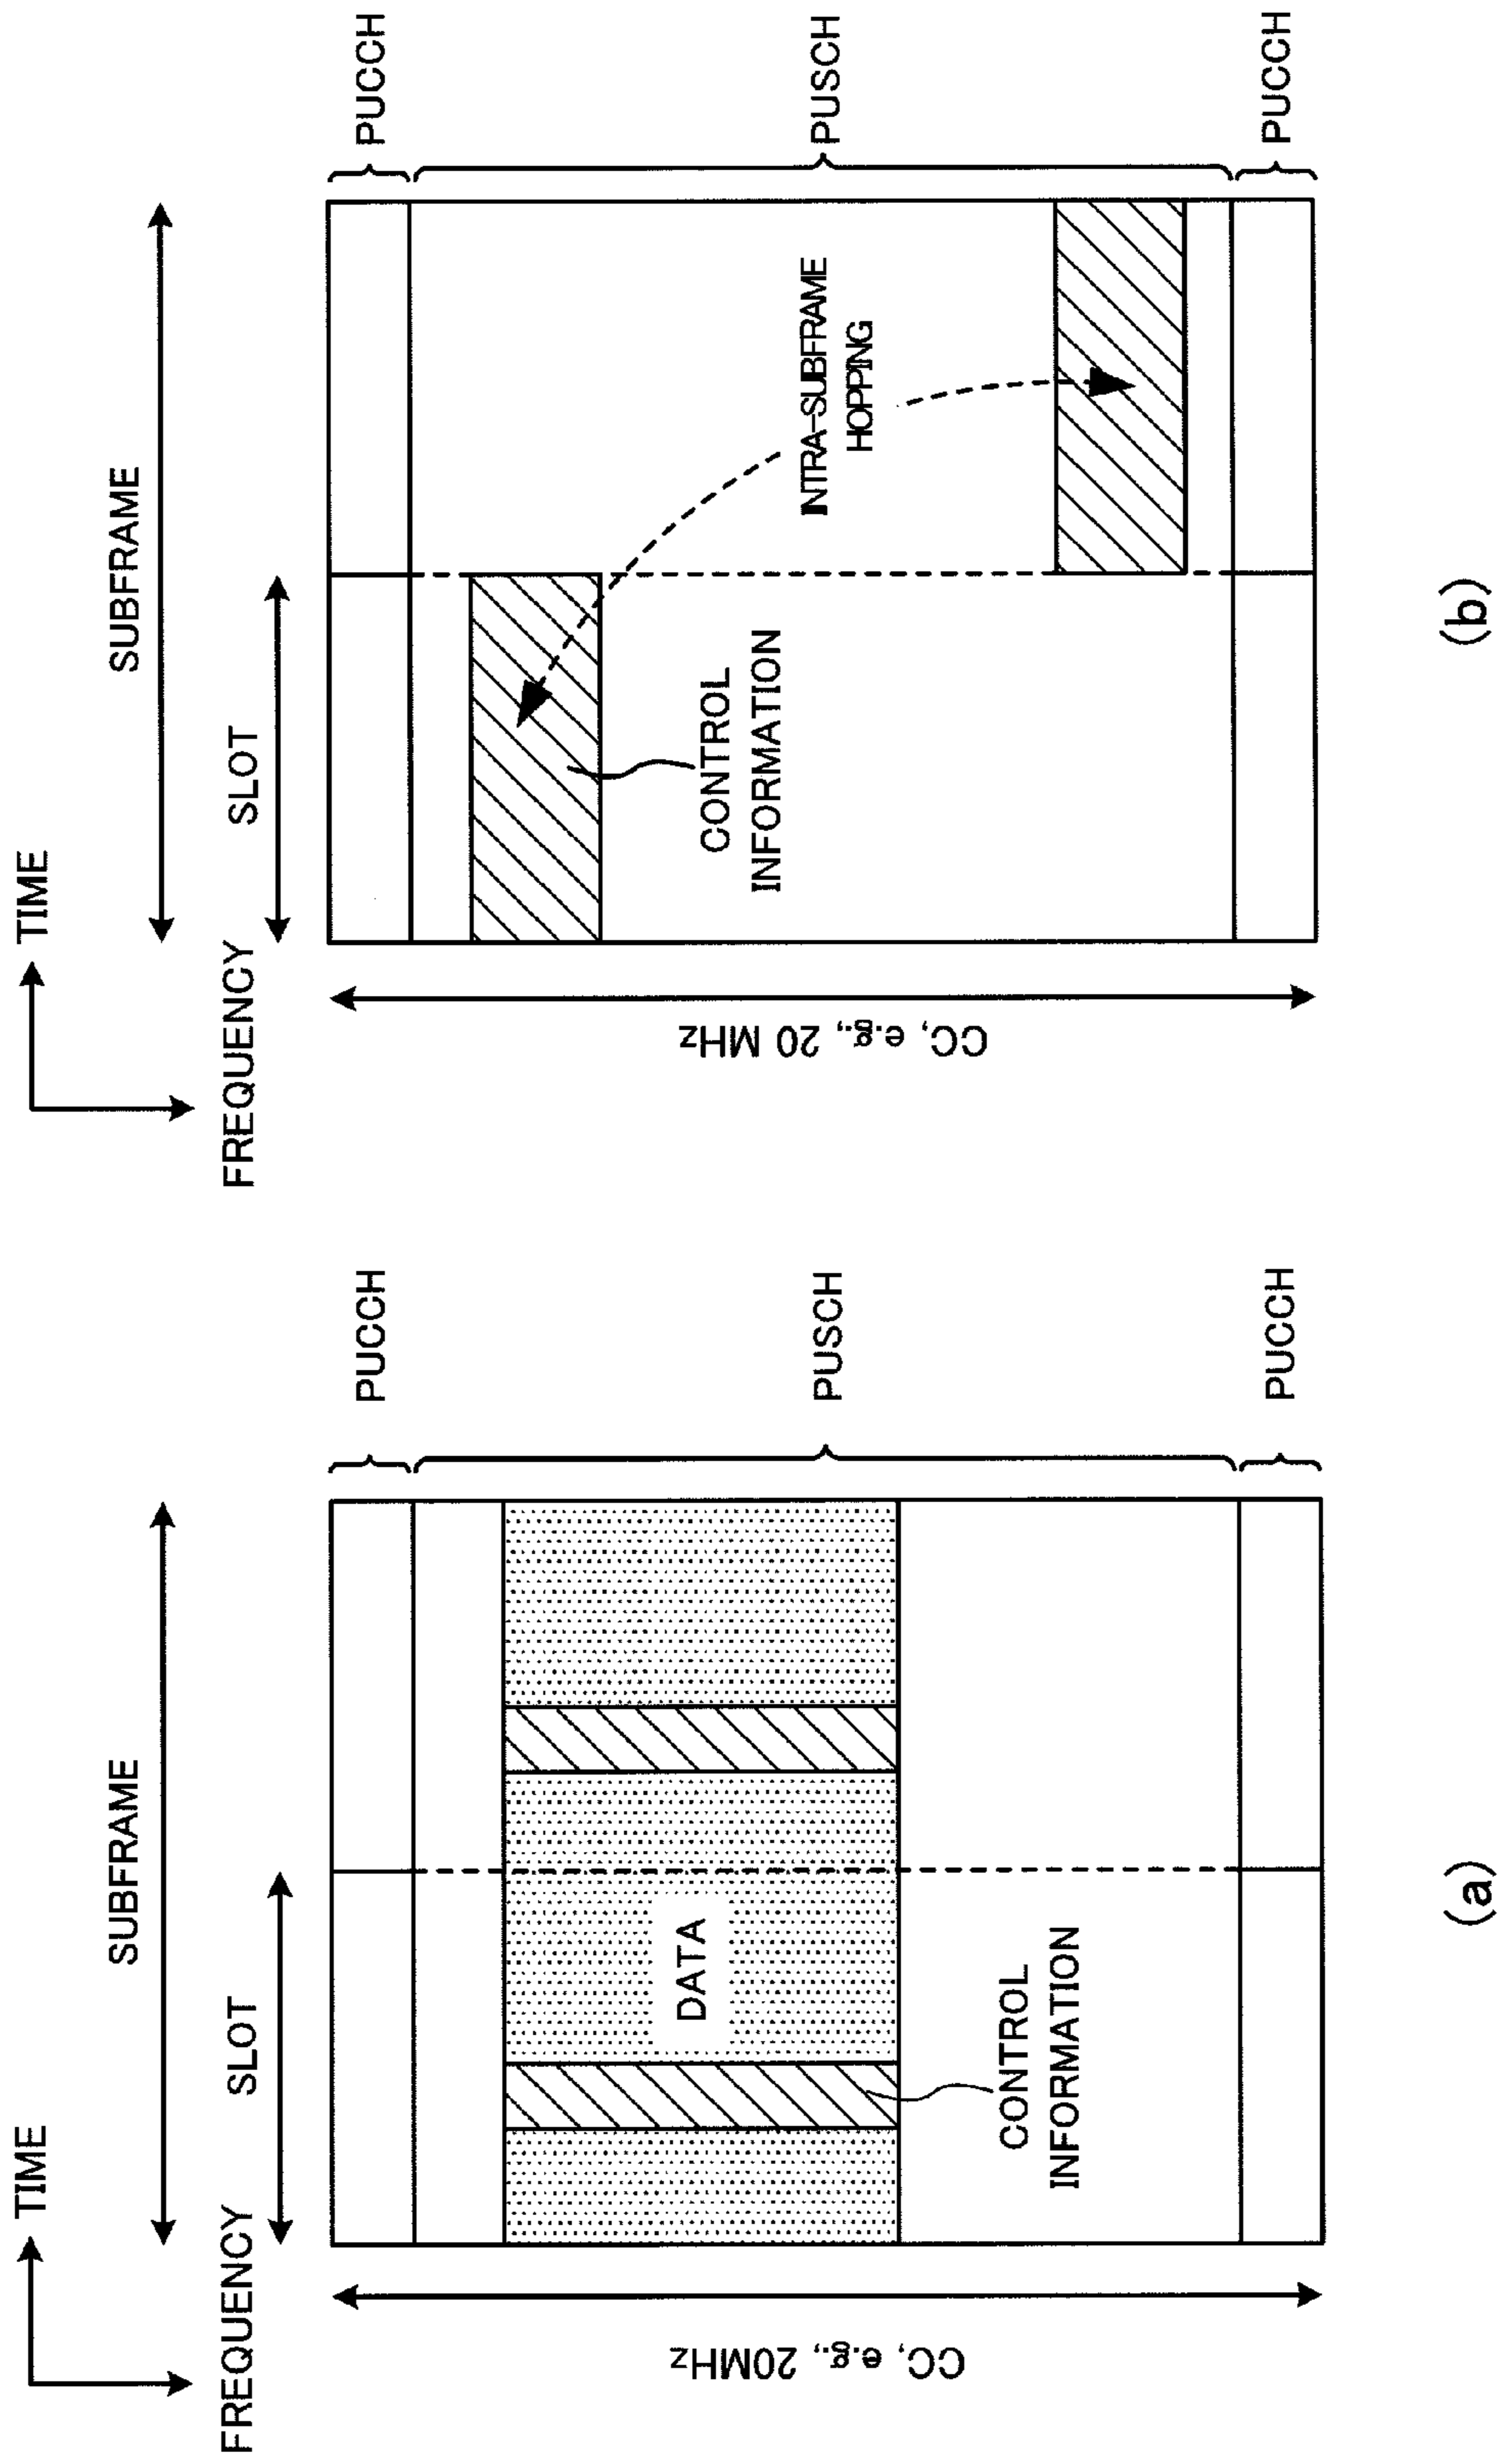 TIME
FREQUENCY
SUBFRAME
SLOT
CC, e.g., 20MHz
PUCCH
PUSCH
PUCCH
DATA
CONTROL
INFORMATION
(a)
TIME
FREQUENCY
SUBFRAME
SLOT
CC, e.g., 20 MHz
PUCCH
PUSCH
PUCCH
CONTROL
INFORMATION
INTRA-SUBFRAME
HOPPING
(b)